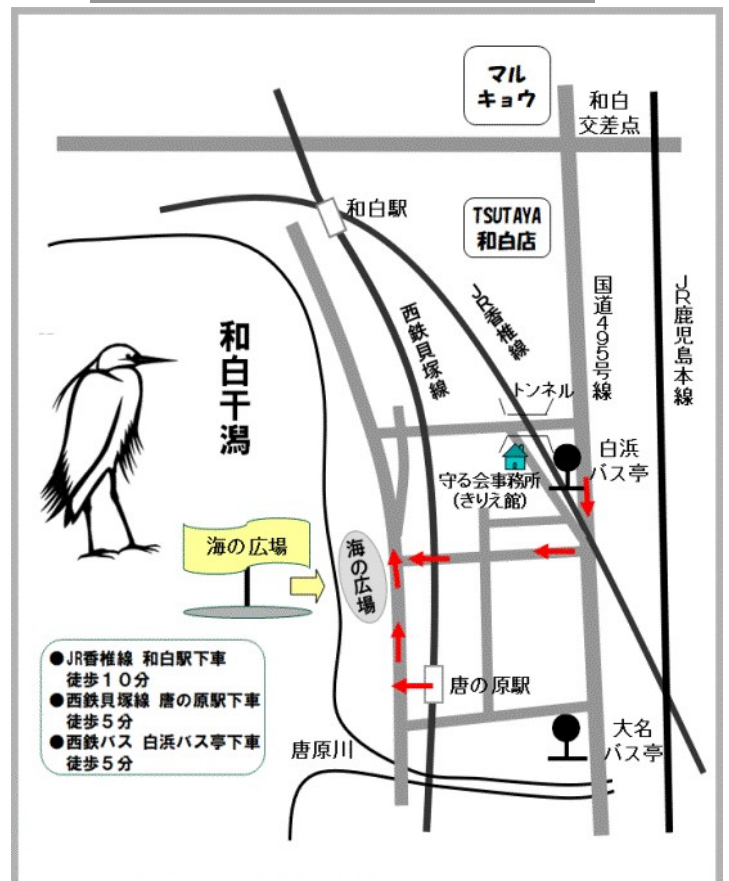 マル
キョウ
和白
交差点
和白駅
TSUTAYA
和白店
国道495号線
JR鹿児島本線
JR香椎線
西鉄貝塚線
和白干潟
トンネル
白浜
バス亭
守る会事務所
(きりえ館)
海の広場
海の広場
●JR香椎線 和白駅下車
徒歩10分
●西鉄貝塚線 唐の原駅下車
徒歩5分
●西鉄バス 白浜バス亭下車
徒歩5分
唐の原駅
唐原川
大名
バス亭